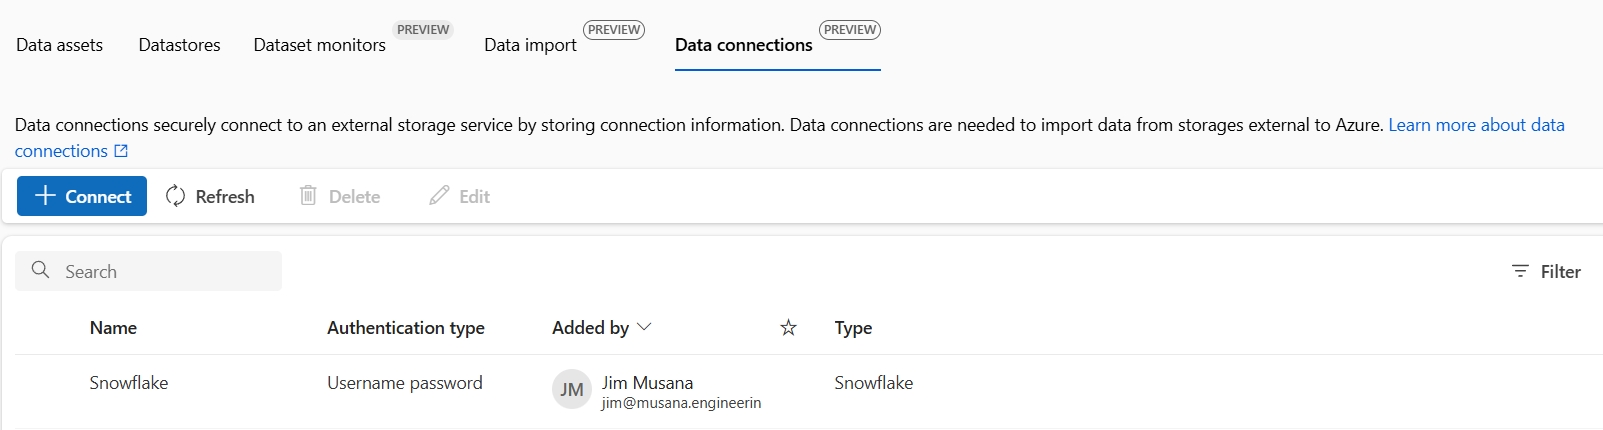 Data assets Datastores Dataset monitors PREVIEW Data import PREVIEW Data connections PREVIEW
Data connections securely connect to an external storage service by storing connection information. Data connections are needed to import data from storages external to Azure. Learn more about data
connections
Connect Refresh Delete Edit
Search Filter
Name Authentication type Added by Type
Snowflake Username password JM Jim Musana Snowflake
jim@musana.engineerin